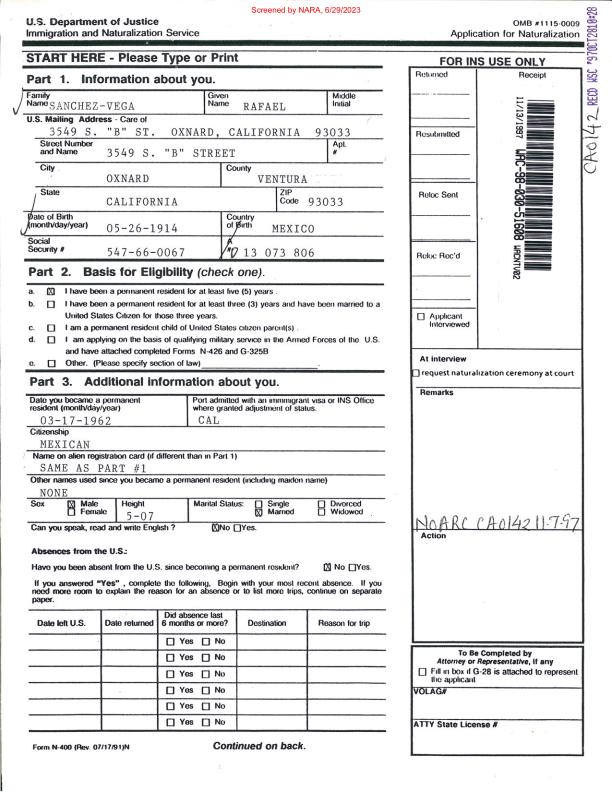 Screened by NARA, 6/29/2023
U.S. Department of Justice
Immigration and Naturalization Service
OMB #1115-0009
Application for Naturalization
START HERE - Please Type or Print
Part 1. Information about you.
Family Name SANCHEZ-VEGA
Given Name RAFAEL
Middle Initial
U.S. Mailing Address - Care of
3549 S. "B" ST. OXNARD, CALIFORNIA 93033
Street Number and Name 3549 S. "B" STREET
Apt. #
City OXNARD
County VENTURA
State CALIFORNIA
ZIP Code 93033
Date of Birth (month/day/year) 05-26-1914
Country of Birth MEXICO
Social Security # 547-66-0067
A # 13 073 806
Part 2. Basis for Eligibility (check one).
a. ☒ I have been a permanent resident for at least five (5) years .
b. ☐ I have been a permanent resident for at least three (3) years and have been married to a
United States Citizen for those three years.
c. ☐ I am a permanent resident child of United States citizen parent(s) .
d. ☐ I am applying on the basis of qualifying military service in the Armed Forces of the U.S.
and have attached completed Forms N-426 and G-325B
e. ☐ Other. (Please specify section of law)
Part 3. Additional information about you.
Date you became a permanent resident (month/day/year)
03-17-1962
Port admitted with an immmigrant visa or INS Office where granted adjustment of status.
CAL
Citizenship
MEXICAN
Name on alien registration card (if different than in Part 1)
SAME AS PART #1
Other names used since you became a permanent resident (including maiden name)
NONE
Sex ☒ Male ☐ Female
Height 5-07
Marital Status: ☐ Single ☒ Married ☐ Divorced ☐ Widowed
Can you speak, read and write English ? ☒No ☐Yes.
Absences from the U.S.:
Have you been absent from the U.S. since becoming a permanent resident? ☒ No ☐Yes.
If you answered "Yes" , complete the following, Begin with your most recent absence. If you
need more room to explain the reason for an absence or to list more trips, continue on separate
paper.
Date left U.S. Date returned Did absence last 6 months or more? Destination Reason for trip
☐ Yes ☐ No
☐ Yes ☐ No
☐ Yes ☐ No
☐ Yes ☐ No
☐ Yes ☐ No
☐ Yes ☐ No
Form N-400 (Rev. 07/17/91)N
Continued on back.
FOR INS USE ONLY
Returned
Receipt
Resubmitted
Reloc Sent
Reloc Rec'd
☐ Applicant Interviewed
11/13/1997 WAC-98-030-51608
At interview
☐ request naturalization ceremony at court
Remarks
NOARC CA0142 11-7-97
Action
To Be Completed by
Attorney or Representative, if any
☐ Fill in box if G-28 is attached to represent
the applicant
VOLAG#
ATTY State License #
CA0142 RECD WSC '97OCT28